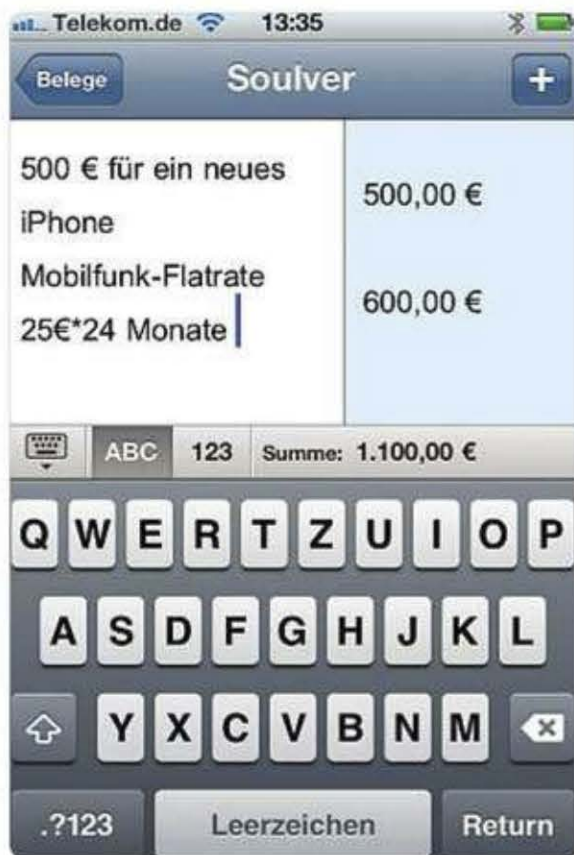 Telekom.de 13:35
Belege Soulver +
500 € für ein neues
iPhone
500,00 €
Mobilfunk-Flatrate
25€*24 Monate
600,00 €
ABC 123 Summe: 1.100,00 €
Q W E R T Z U I O P
A S D F G H J K L
Y X C V B N M
.?123 Leerzeichen Return